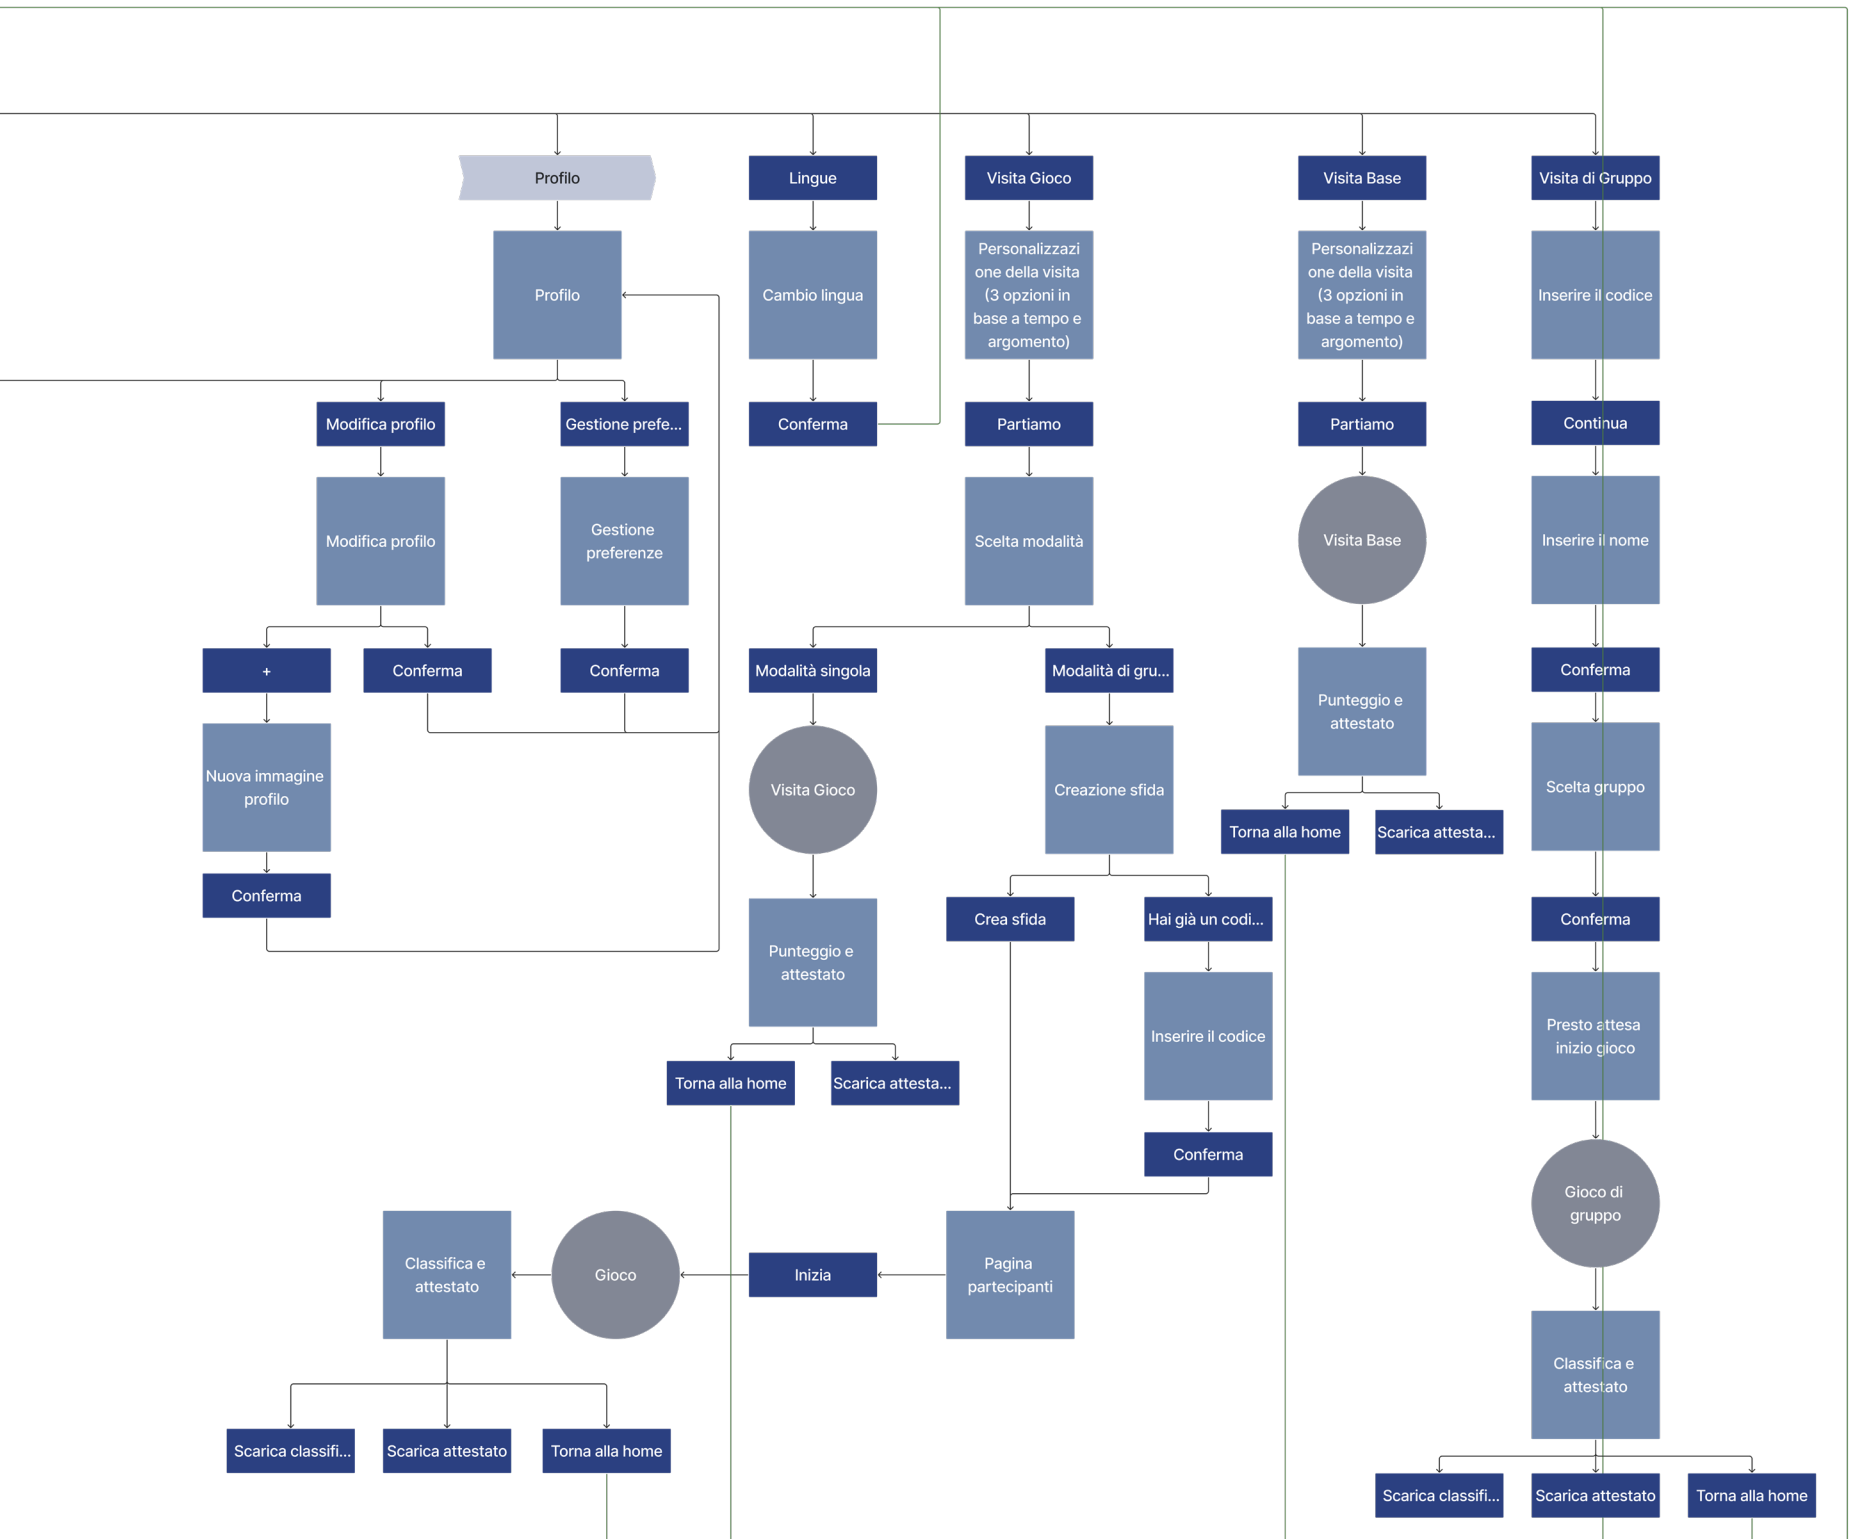 Profilo
Lingue
Visita Gioco
Visita Base
Visita di Gruppo
Profilo
Cambio lingua
Personalizzazi
one della visita
(3 opzioni in
base a tempo e
argomento)
Personalizzazi
one della visita
(3 opzioni in
base a tempo e
argomento)
Inserire il codice
Modifica profilo
Gestione prefe...
Conferma
Partiamo
Partiamo
Continua
Modifica profilo
Gestione
preferenze
Scelta modalità
Visita Base
Inserire il nome
+
Conferma
Conferma
Modalità singola
Modalità di gru...
Punteggio e
attestato
Conferma
Nuova immagine
profilo
Visita Gioco
Creazione sfida
Scelta gruppo
Torna alla home
Scarica attesta...
Conferma
Crea sfida
Hai già un codi...
Conferma
Punteggio e
attestato
Inserire il codice
Presto attesa
inizio gioco
Torna alla home
Scarica attesta...
Conferma
Gioco di
gruppo
Classifica e
attestato
Gioco
Inizia
Pagina
partecipanti
Classifica e
attestato
Scarica classifi...
Scarica attestato
Torna alla home
Scarica classifi...
Scarica attestato
Torna alla home